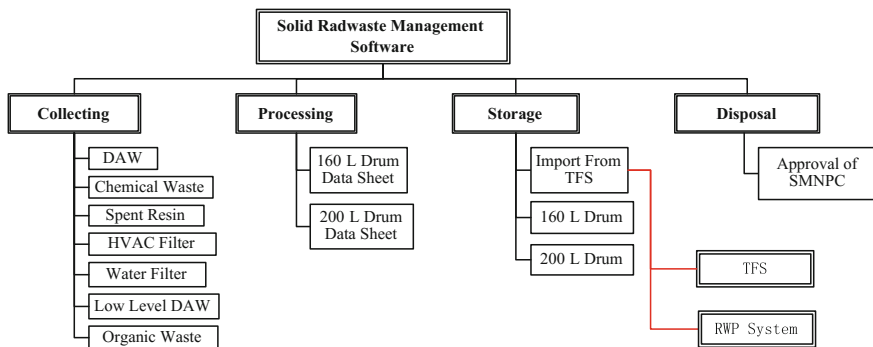 Solid Radwaste Management
Software
Collecting
Processing
Storage
Disposal
DAW
Chemical Waste
Spent Resin
HVAC Filter
Water Filter
Low Level DAW
Organic Waste
160 L Drum
Data Sheet
200 L Drum
Data Sheet
Import From
TFS
160 L Drum
200 L Drum
Approval of
SMNPC
TFS
RWP System